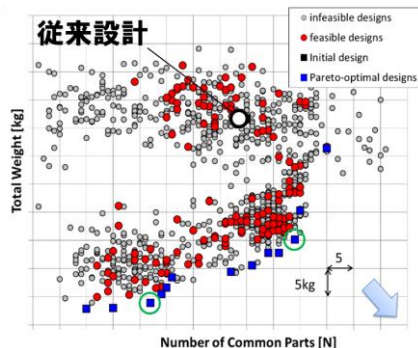 従来設計
infeasible designs
feasible designs
Initial design
Pareto-optimal designs
Total Weight [kg]
5
5kg
Number of Common Parts [N]